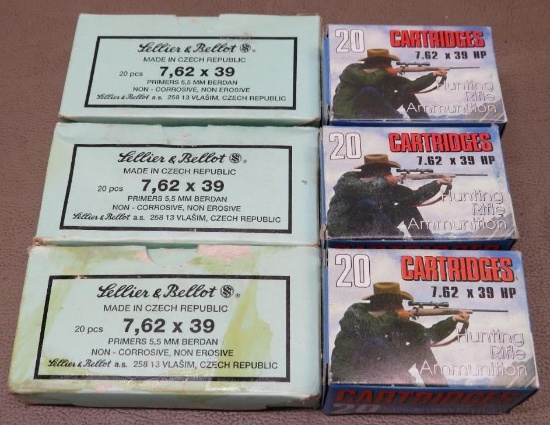 Sellier & Bellot S&B ®
MADE IN CZECH REPUBLIC
20 pcs 7,62 x 39
PRIMERS 5,5 MM BERDAN
NON - CORROSIVE, NON EROSIVE
Sellier & Bellot a.s. 258 13 VLAŠIM, CZECH REPUBLIC
20 CARTRIDGES
7.62 x 39 HP
Hunting
Rifle
Ammunition
Sellier & Bellot S&B ®
MADE IN CZECH REPUBLIC
20 pcs 7,62 x 39
PRIMERS 5,5 MM BERDAN
NON - CORROSIVE, NON EROSIVE
Sellier & Bellot a.s. 258 13 VLAŠIM, CZECH REPUBLIC
20 CARTRIDGES
7.62 x 39 HP
Hunting
Rifle
Ammunition
Sellier & Bellot S&B ®
MADE IN CZECH REPUBLIC
20 pcs 7,62 x 39
PRIMERS 5,5 MM BERDAN
NON - CORROSIVE, NON EROSIVE
Sellier & Bellot a.s. 258 13 VLAŠIM, CZECH REPUBLIC
20 CARTRIDGES
7.62 x 39 HP
Hunting
Rifle
Ammunition
20 CARTRIDGES